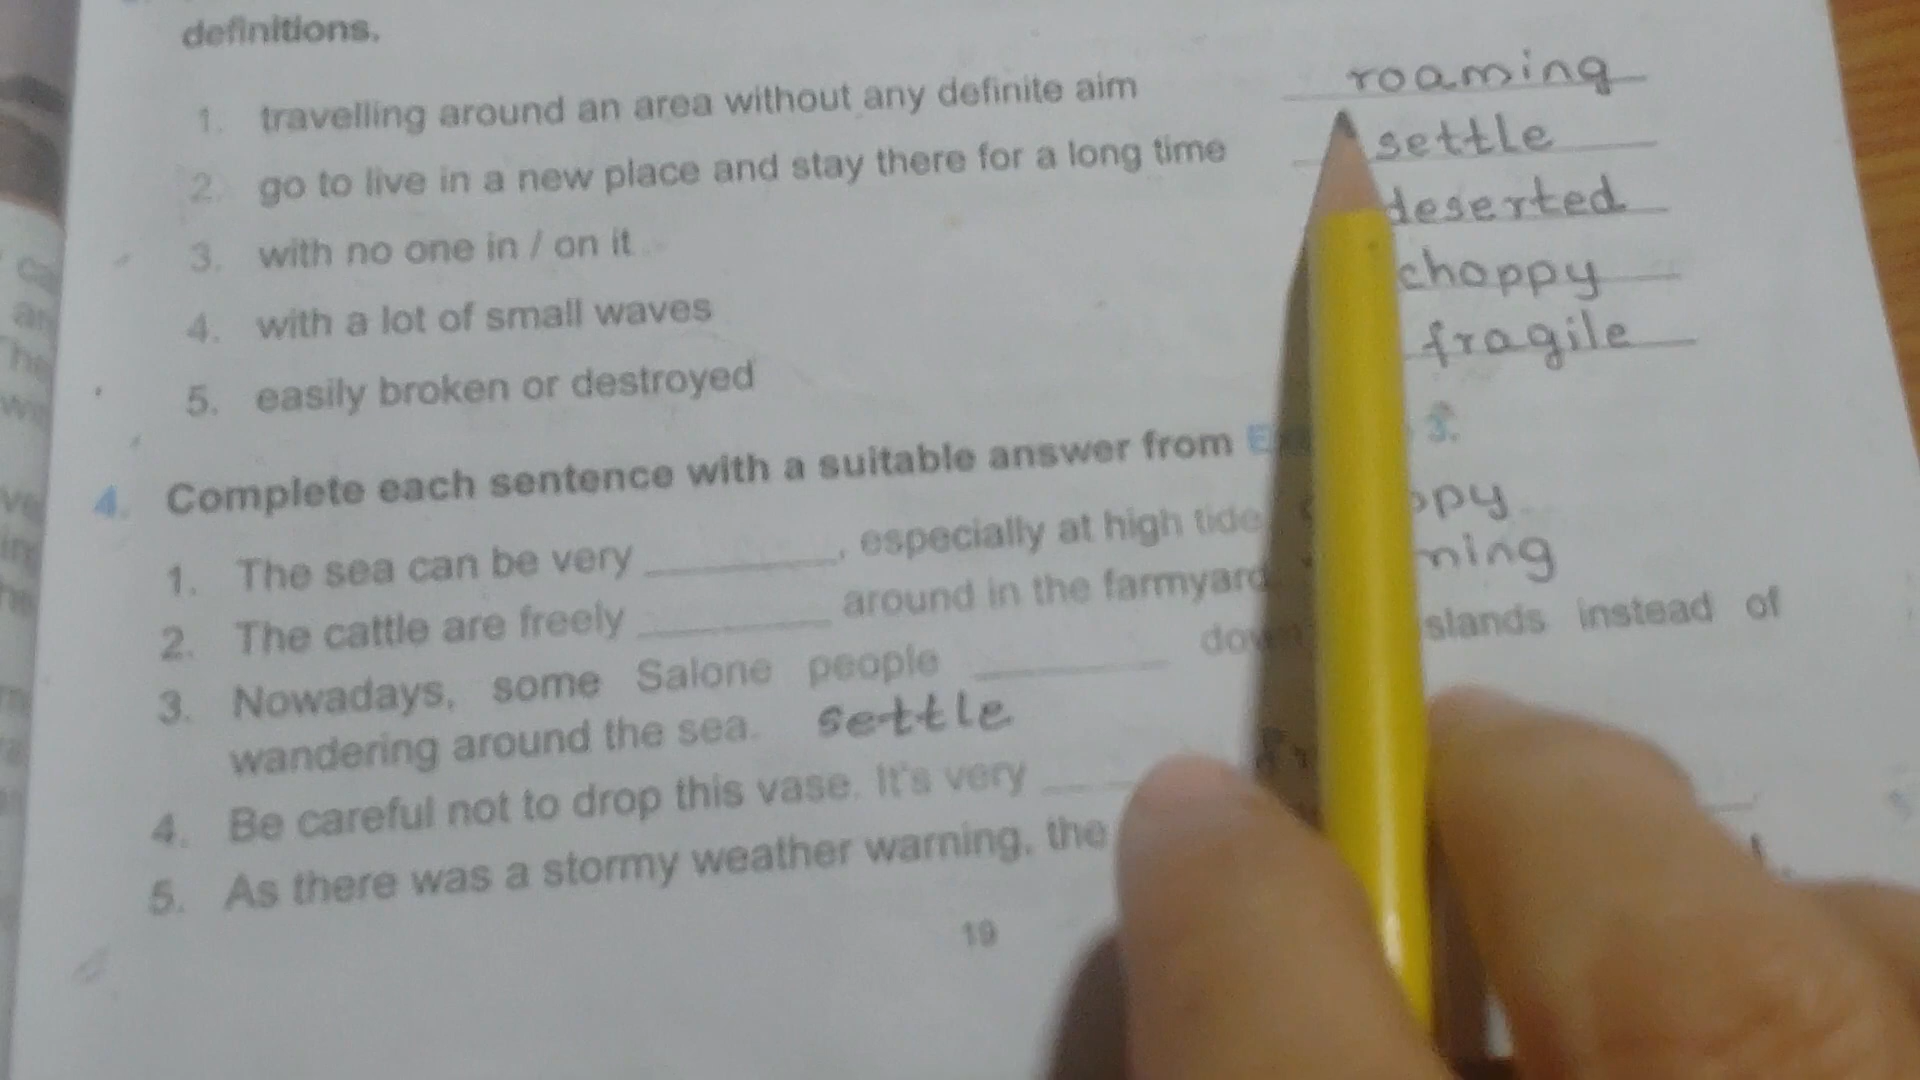 definitions.
1. travelling around an area without any definite aim roaming
2. go to live in a new place and stay there for a long time settle
3. with no one in / on it deserted
4. with a lot of small waves choppy
5. easily broken or destroyed fragile
4. Complete each sentence with a suitable answer from 3.
1. The sea can be very ________, especially at high tide
2. The cattle are freely ________ around in the farmyard
3. Nowadays, some Salone people ________ slands instead of
wandering around the sea. settle
4. Be careful not to drop this vase. It's very
5. As there was a stormy weather warning, the
19